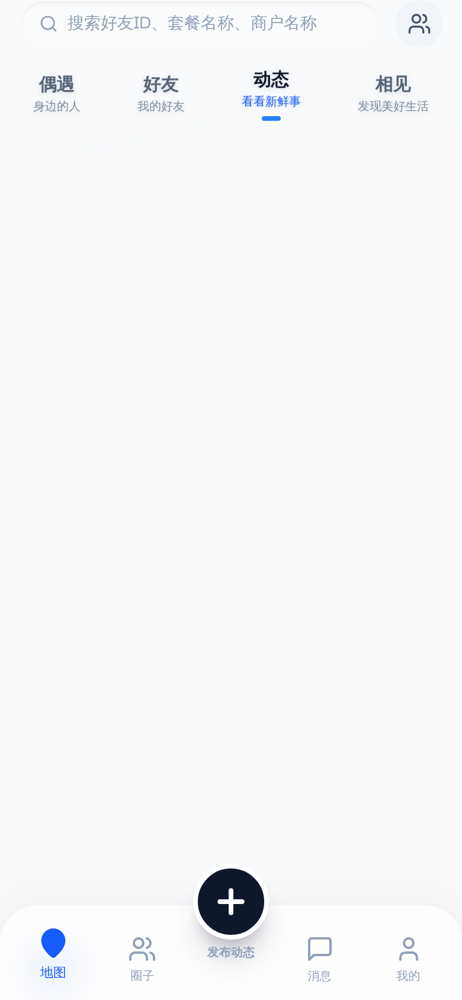 搜索好友ID、套餐名称、商户名称
偶遇
好友
动态
相见
身边的人
我的好友
看看新鲜事
发现美好生活
发布动态
地图
圈子
消息
我的